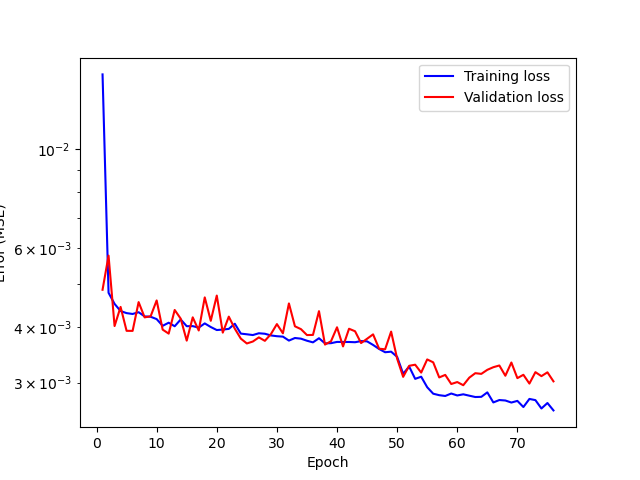 Training loss
Validation loss
10⁻²
6 × 10⁻³
4 × 10⁻³
3 × 10⁻³
Error (MSE)
0 10 20 30 40 50 60 70
Epoch